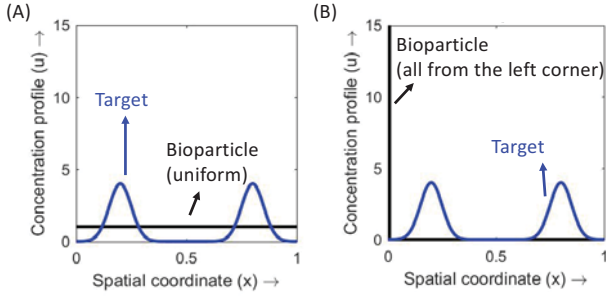 (A)
Concentration profile (u) →
15
10
5
0
Target
Bioparticle
(uniform)
0
0.5
1
Spatial coordinate (x) →
(B)
Concentration profile (u) →
15
10
5
0
Bioparticle
(all from the left corner)
Target
0
0.5
1
Spatial coordinate (x) →